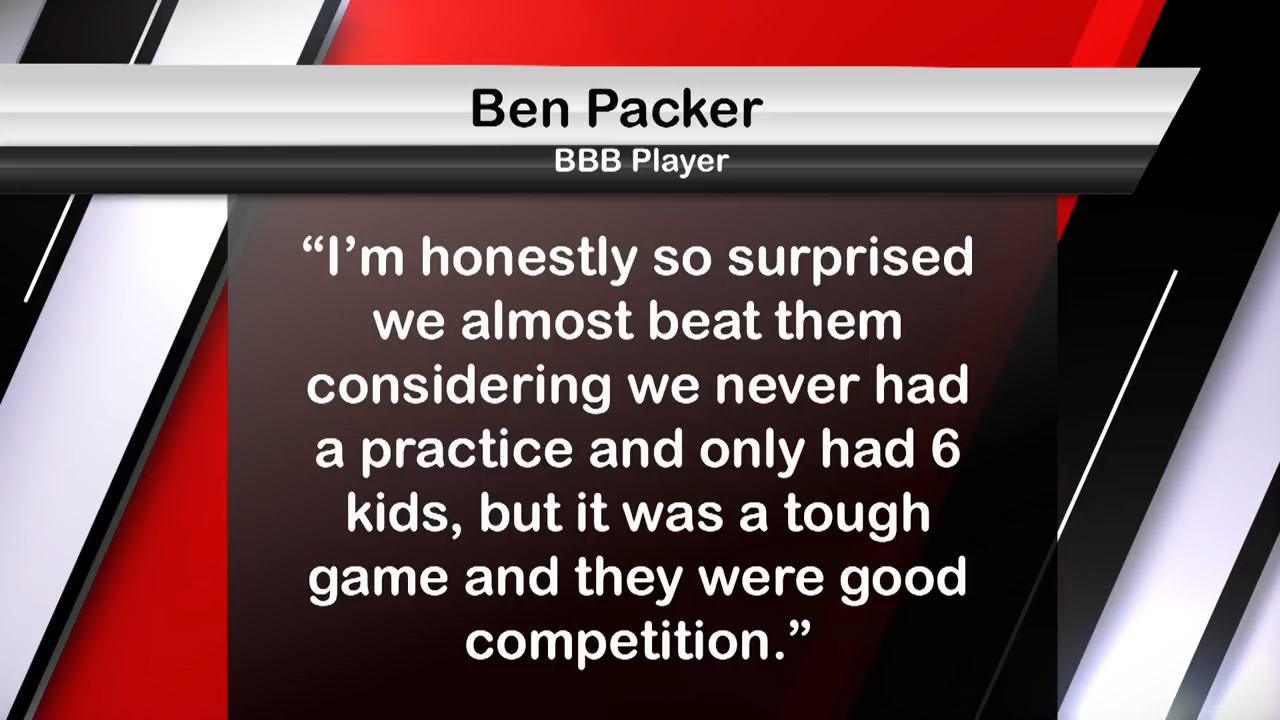 Ben Packer
BBB Player
“I’m honestly so surprised
we almost beat them
considering we never had
a practice and only had 6
kids, but it was a tough
game and they were good
competition.”